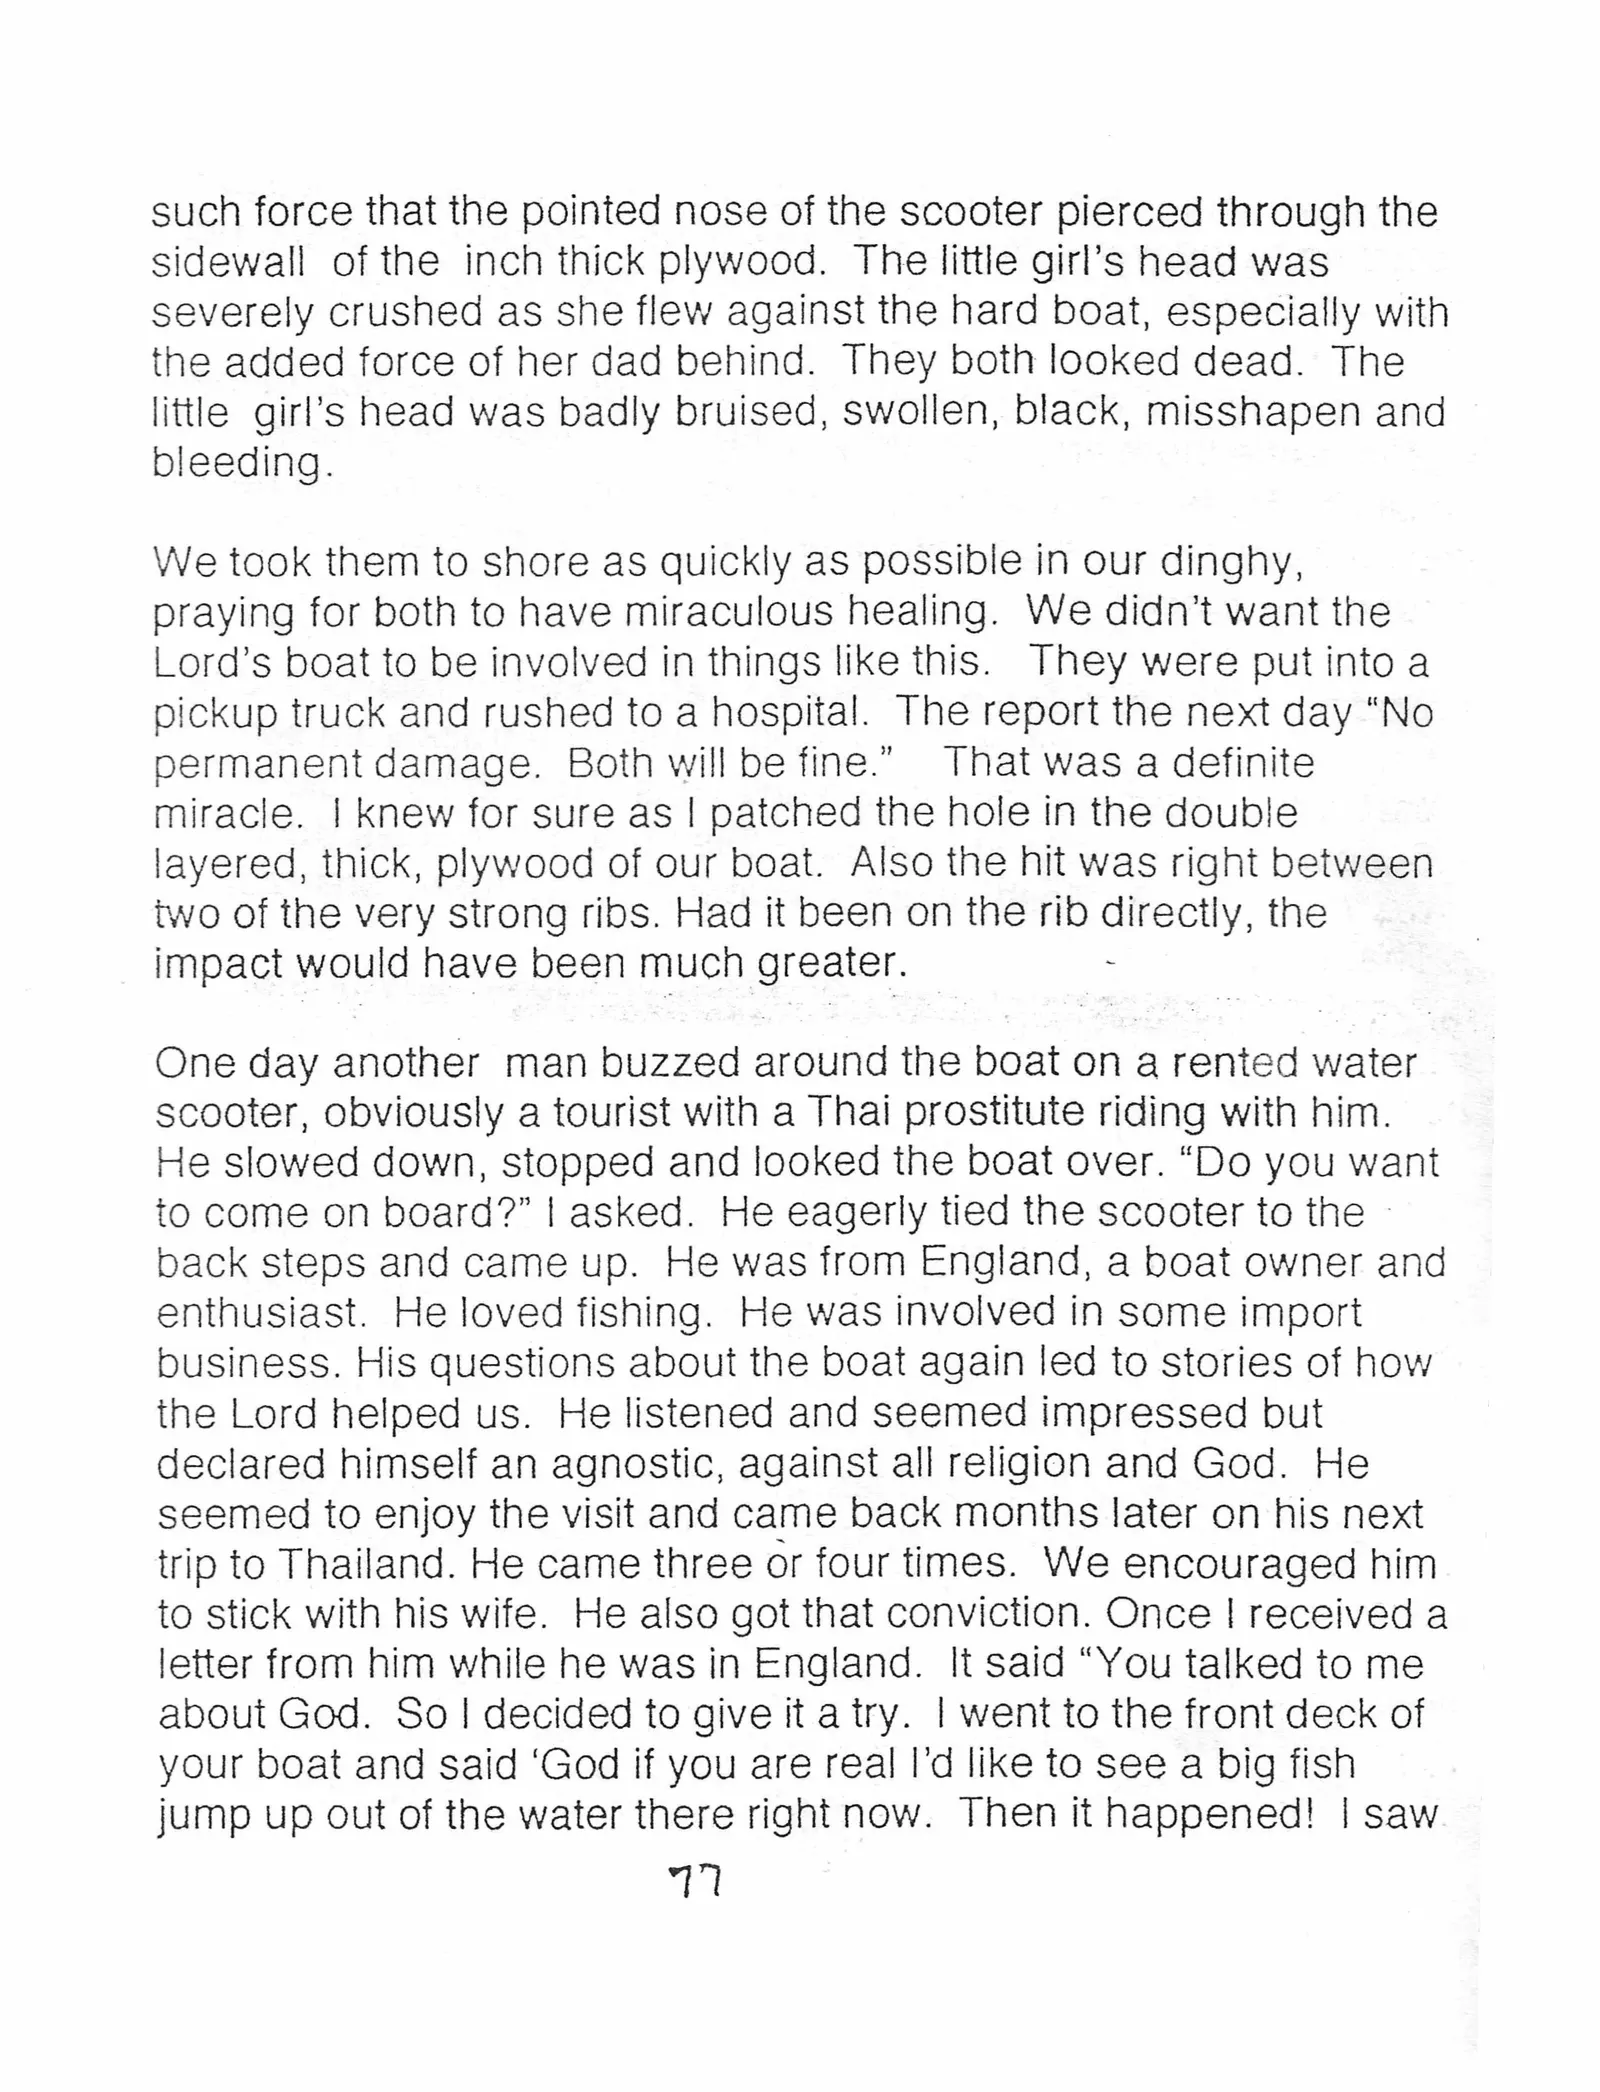 such force that the pointed nose of the scooter pierced through the
sidewall of the inch thick plywood. The little girl's head was
severely crushed as she flew against the hard boat, especially with
the added force of her dad behind. They both looked dead. The
little girl's head was badly bruised, swollen, black, misshapen and
bleeding.

We took them to shore as quickly as possible in our dinghy,
praying for both to have miraculous healing. We didn't want the
Lord's boat to be involved in things like this. They were put into a
pickup truck and rushed to a hospital. The report the next day “No
permanent damage. Both will be fine.” That was a definite
miracle. I knew for sure as I patched the hole in the double
layered, thick, plywood of our boat. Also the hit was right between
two of the very strong ribs. Had it been on the rib directly, the
impact would have been much greater.

One day another man buzzed around the boat on a rented water
scooter, obviously a tourist with a Thai prostitute riding with him.
He slowed down, stopped and looked the boat over. “Do you want
to come on board?” I asked. He eagerly tied the scooter to the
back steps and came up. He was from England, a boat owner and
enthusiast. He loved fishing. He was involved in some import
business. His questions about the boat again led to stories of how
the Lord helped us. He listened and seemed impressed but
declared himself an agnostic, against all religion and God. He
seemed to enjoy the visit and came back months later on his next
trip to Thailand. He came three or four times. We encouraged him
to stick with his wife. He also got that conviction. Once I received a
letter from him while he was in England. It said “You talked to me
about God. So I decided to give it a try. I went to the front deck of
your boat and said ‘God if you are real I'd like to see a big fish
jump up out of the water there right now. Then it happened! I saw
77